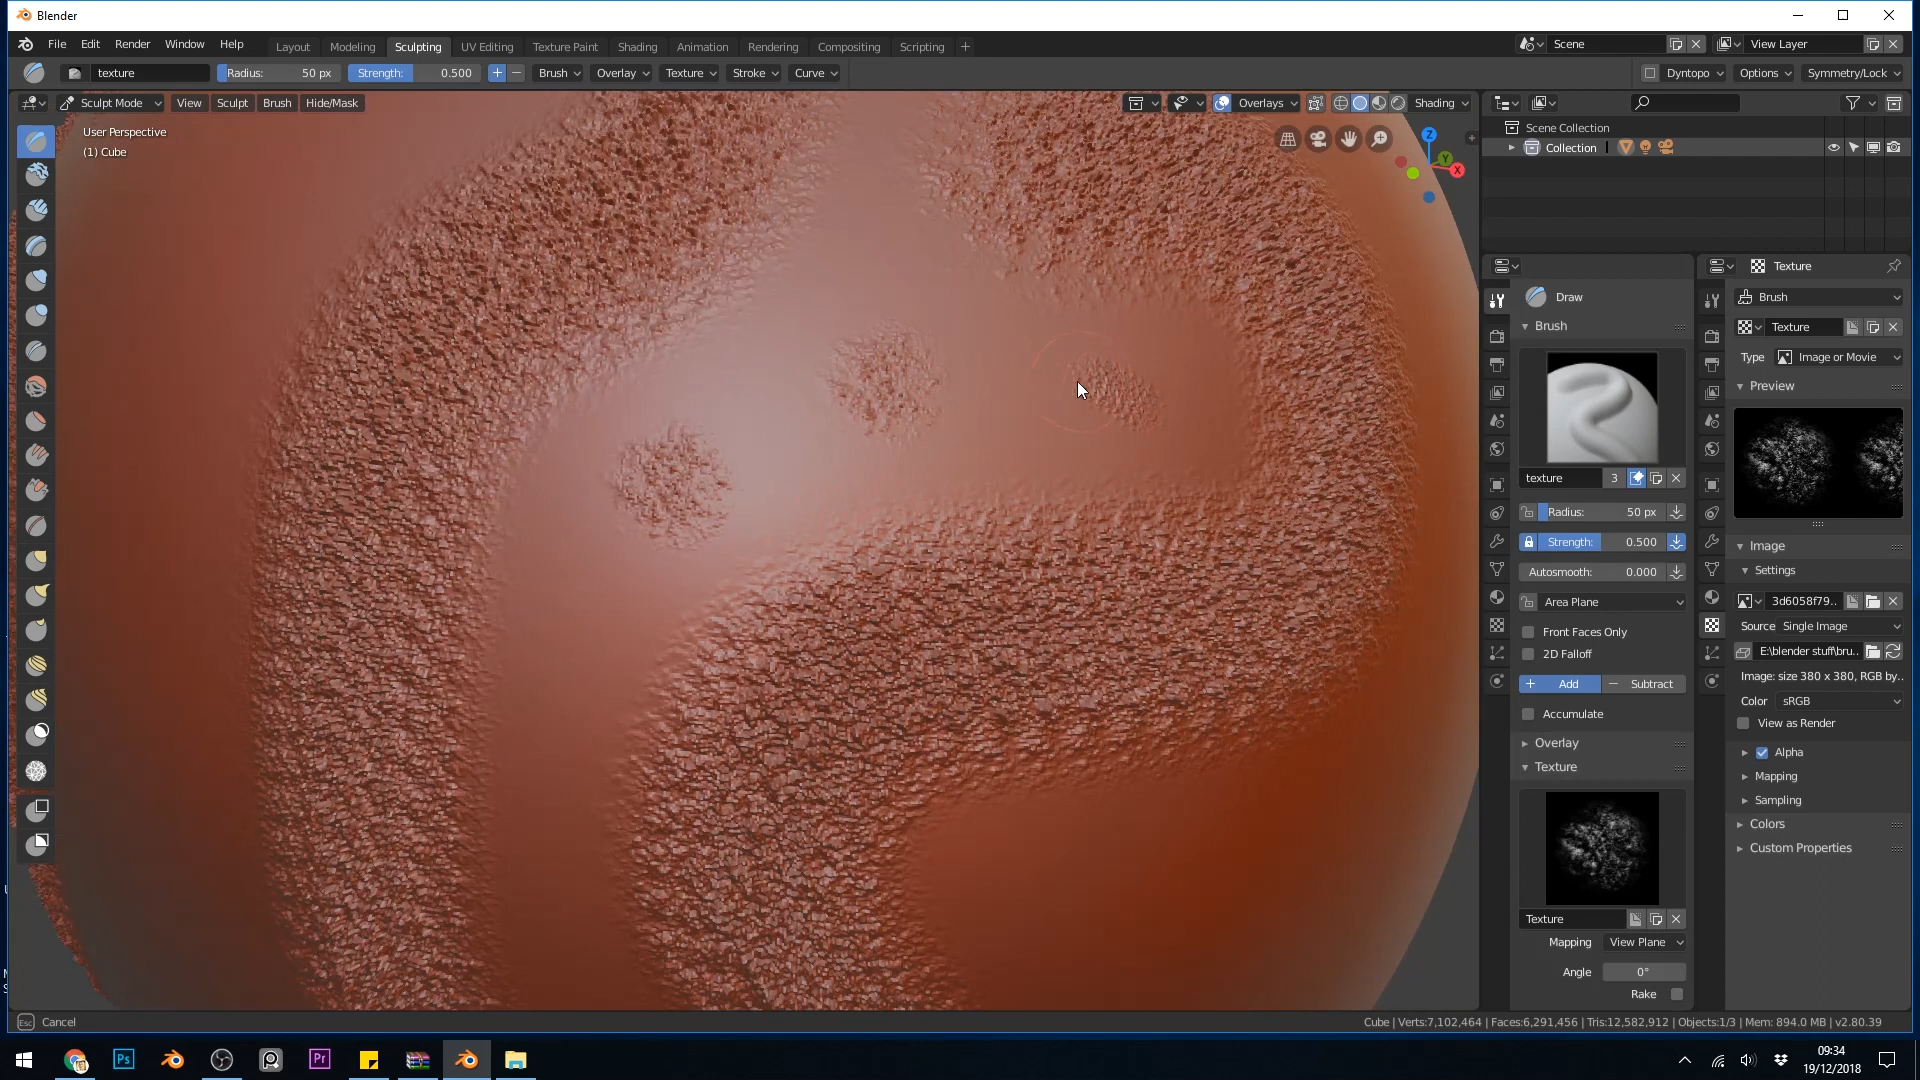 Blender
File Edit Render Window Help Layout Modeling Sculpting UV Editing Texture Paint Shading Animation Rendering Compositing Scripting + Scene View Layer
texture Radius: 50 px Strength: 0.500 Brush Overlay Texture Stroke Curve Dyntopo Options Symmetry/Lock
Sculpt Mode View Sculpt Brush Hide/Mask Overlays Shading
User Perspective
(1) Cube
Z
Y
X
Scene Collection
Collection
Texture
Draw
Brush
texture 3
Radius: 50 px
Strength: 0.500
Autosmooth: 0.000
Area Plane
Front Faces Only
2D Falloff
Add Subtract
Accumulate
Overlay
Texture
Texture
Mapping View Plane
Angle 0°
Rake
Brush
Texture
Type Image or Movie
Preview
Image
Settings
3d6058f79..
Source Single Image
E:\blender stuff\bru..
Image: size 380 x 380, RGB by..
Color sRGB
View as Render
Alpha
Mapping
Sampling
Colors
Custom Properties
Esc Cancel
Cube | Verts:7,102,464 | Faces:6,291,456 | Tris:12,582,912 | Objects:1/3 | Mem: 894.0 MB | v2.80.39
Ps
Pr
09:34
19/12/2018